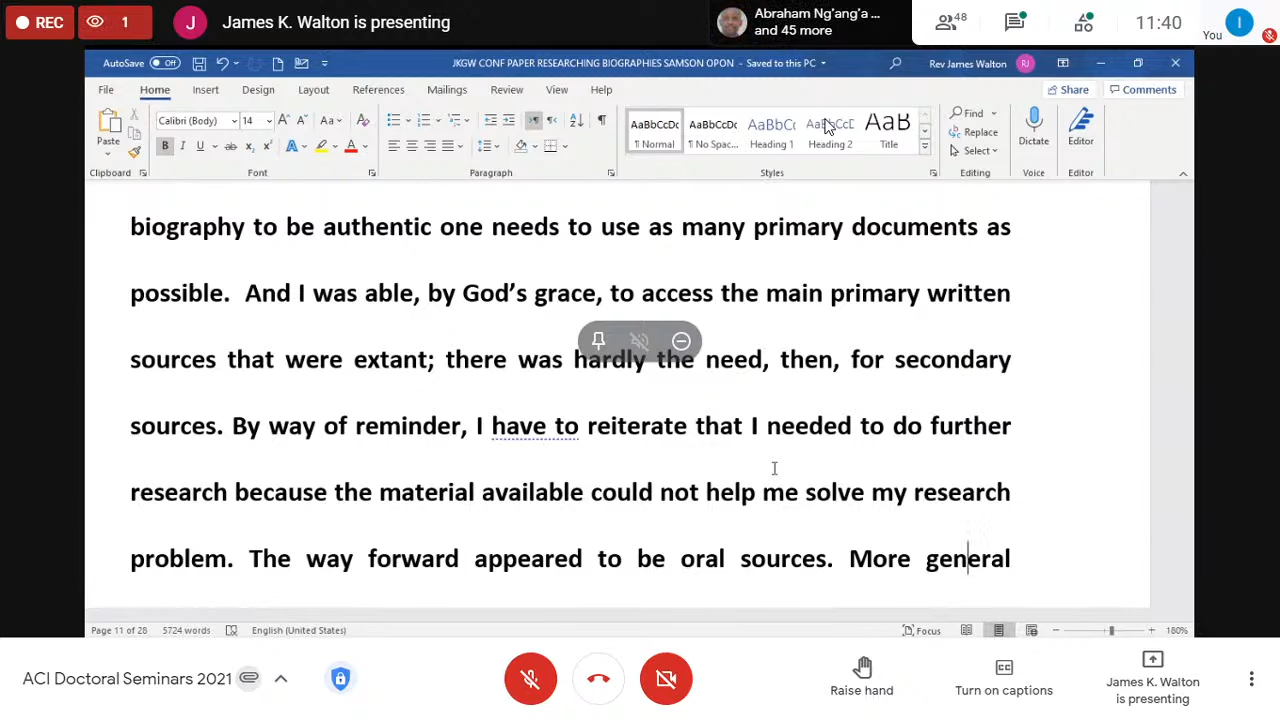 REC
1
J
James K. Walton is presenting
Abraham Ng'ang'a ...
and 45 more
48
11:40
You
I
AutoSave Off
JKGW CONF PAPER RESEARCHING BIOGRAPHIES SAMSON OPON - Saved to this PC
Rev James Walton
RJ
File Home Insert Design Layout References Mailings Review View Help
Share
Comments
Paste
Calibri (Body)
14
Aa
B I U ab x₂ x²
Clipboard
Font
Paragraph
AaBbCcDc AaBbCcDc AaBbCc AaBbCcD AaB
¶ Normal ¶ No Spac... Heading 1 Heading 2 Title
Styles
Find
Replace
Select
Editing
Dictate
Voice
Editor
Editor
biography to be authentic one needs to use as many primary documents as
possible. And I was able, by God's grace, to access the main primary written
sources that were extant; there was hardly the need, then, for secondary
sources. By way of reminder, I have to reiterate that I needed to do further
research because the material available could not help me solve my research
problem. The way forward appeared to be oral sources. More general
Page 11 of 28 5724 words English (United States)
Focus
180%
ACI Doctoral Seminars 2021
Raise hand
CC
Turn on captions
James K. Walton
is presenting